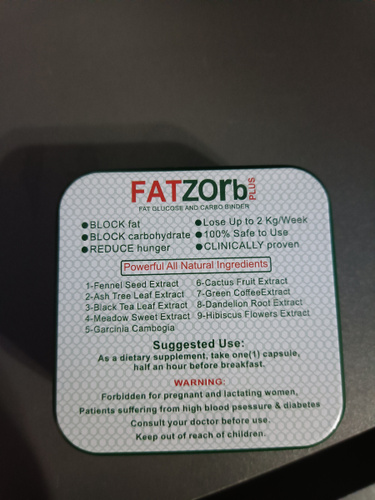 FATZOrb PLUS
FAT GLUCOSE AND CARBO BINDER
●BLOCK fat
●BLOCK carbohydrate
●REDUCE hunger
●Lose Up to 2 Kg/Week
●100% Safe to Use
●CLINICALLY proven
Powerful All Natural Ingredients
1-Fennel Seed Extract
2-Ash Tree Leaf Extract
3-Black Tea Leaf Extract
4-Meadow Sweet Extract
5-Garcinia Cambogia
6-Cactus Fruit Extract
7-Green CoffeeExtract
8-Dandelion Root Extract
9-Hibiscus Flowers Extract
Suggested Use:
As a dietary supplement, take one(1) capsule,
half an hour before breakfast.
WARNING:
Forbidden for pregnant and lactating women,
Patients suffering from high blood psessure & diabetes
Consult your doctor before use.
Keep out of reach of children.